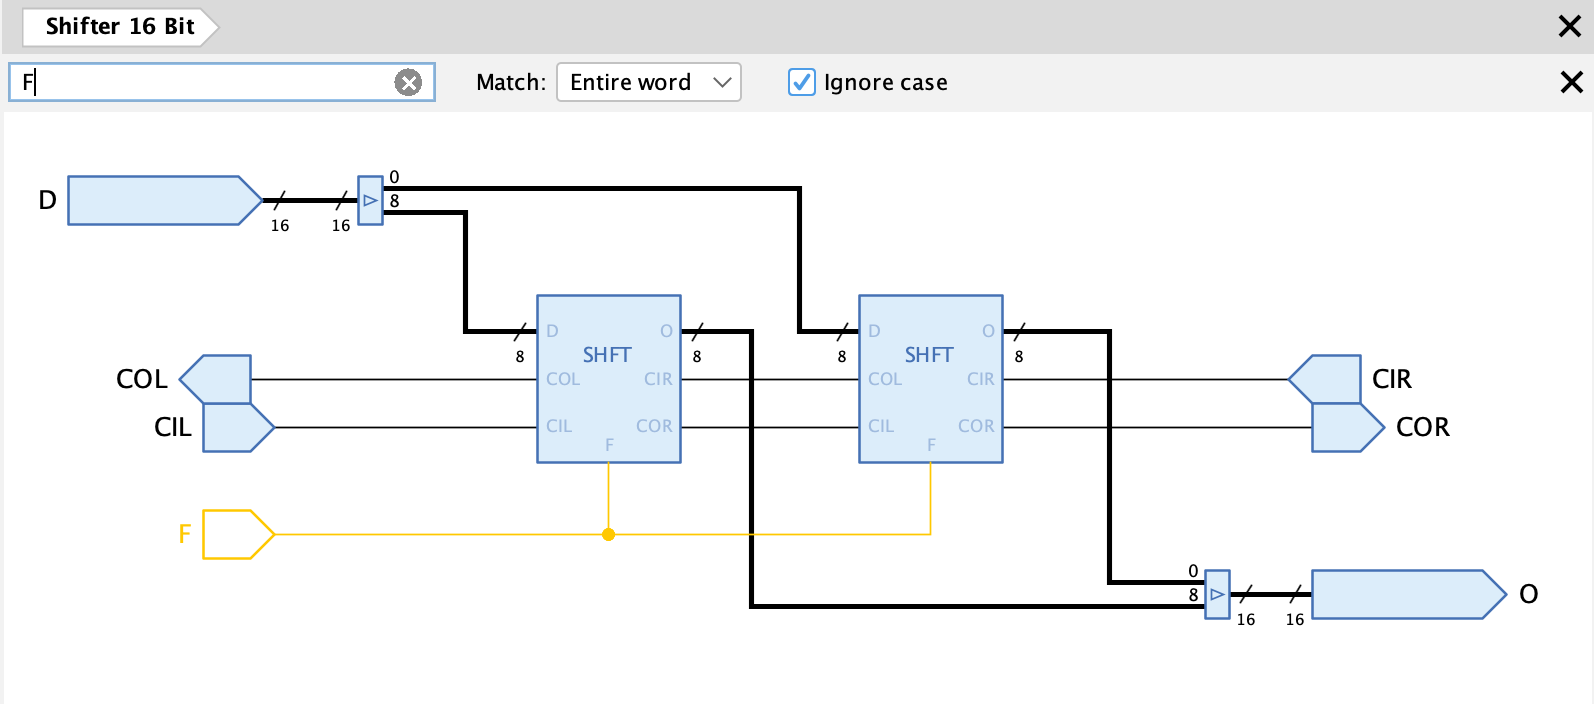 Shifter 16 Bit
F
Match: Entire word Ignore case
0
D
8
16 16
D O D O
SHFT SHFT
8 8 8 8
COL COL CIR COL CIR CIR
CIL CIL COR CIL COR COR
F F
F
0
8 O
16 16